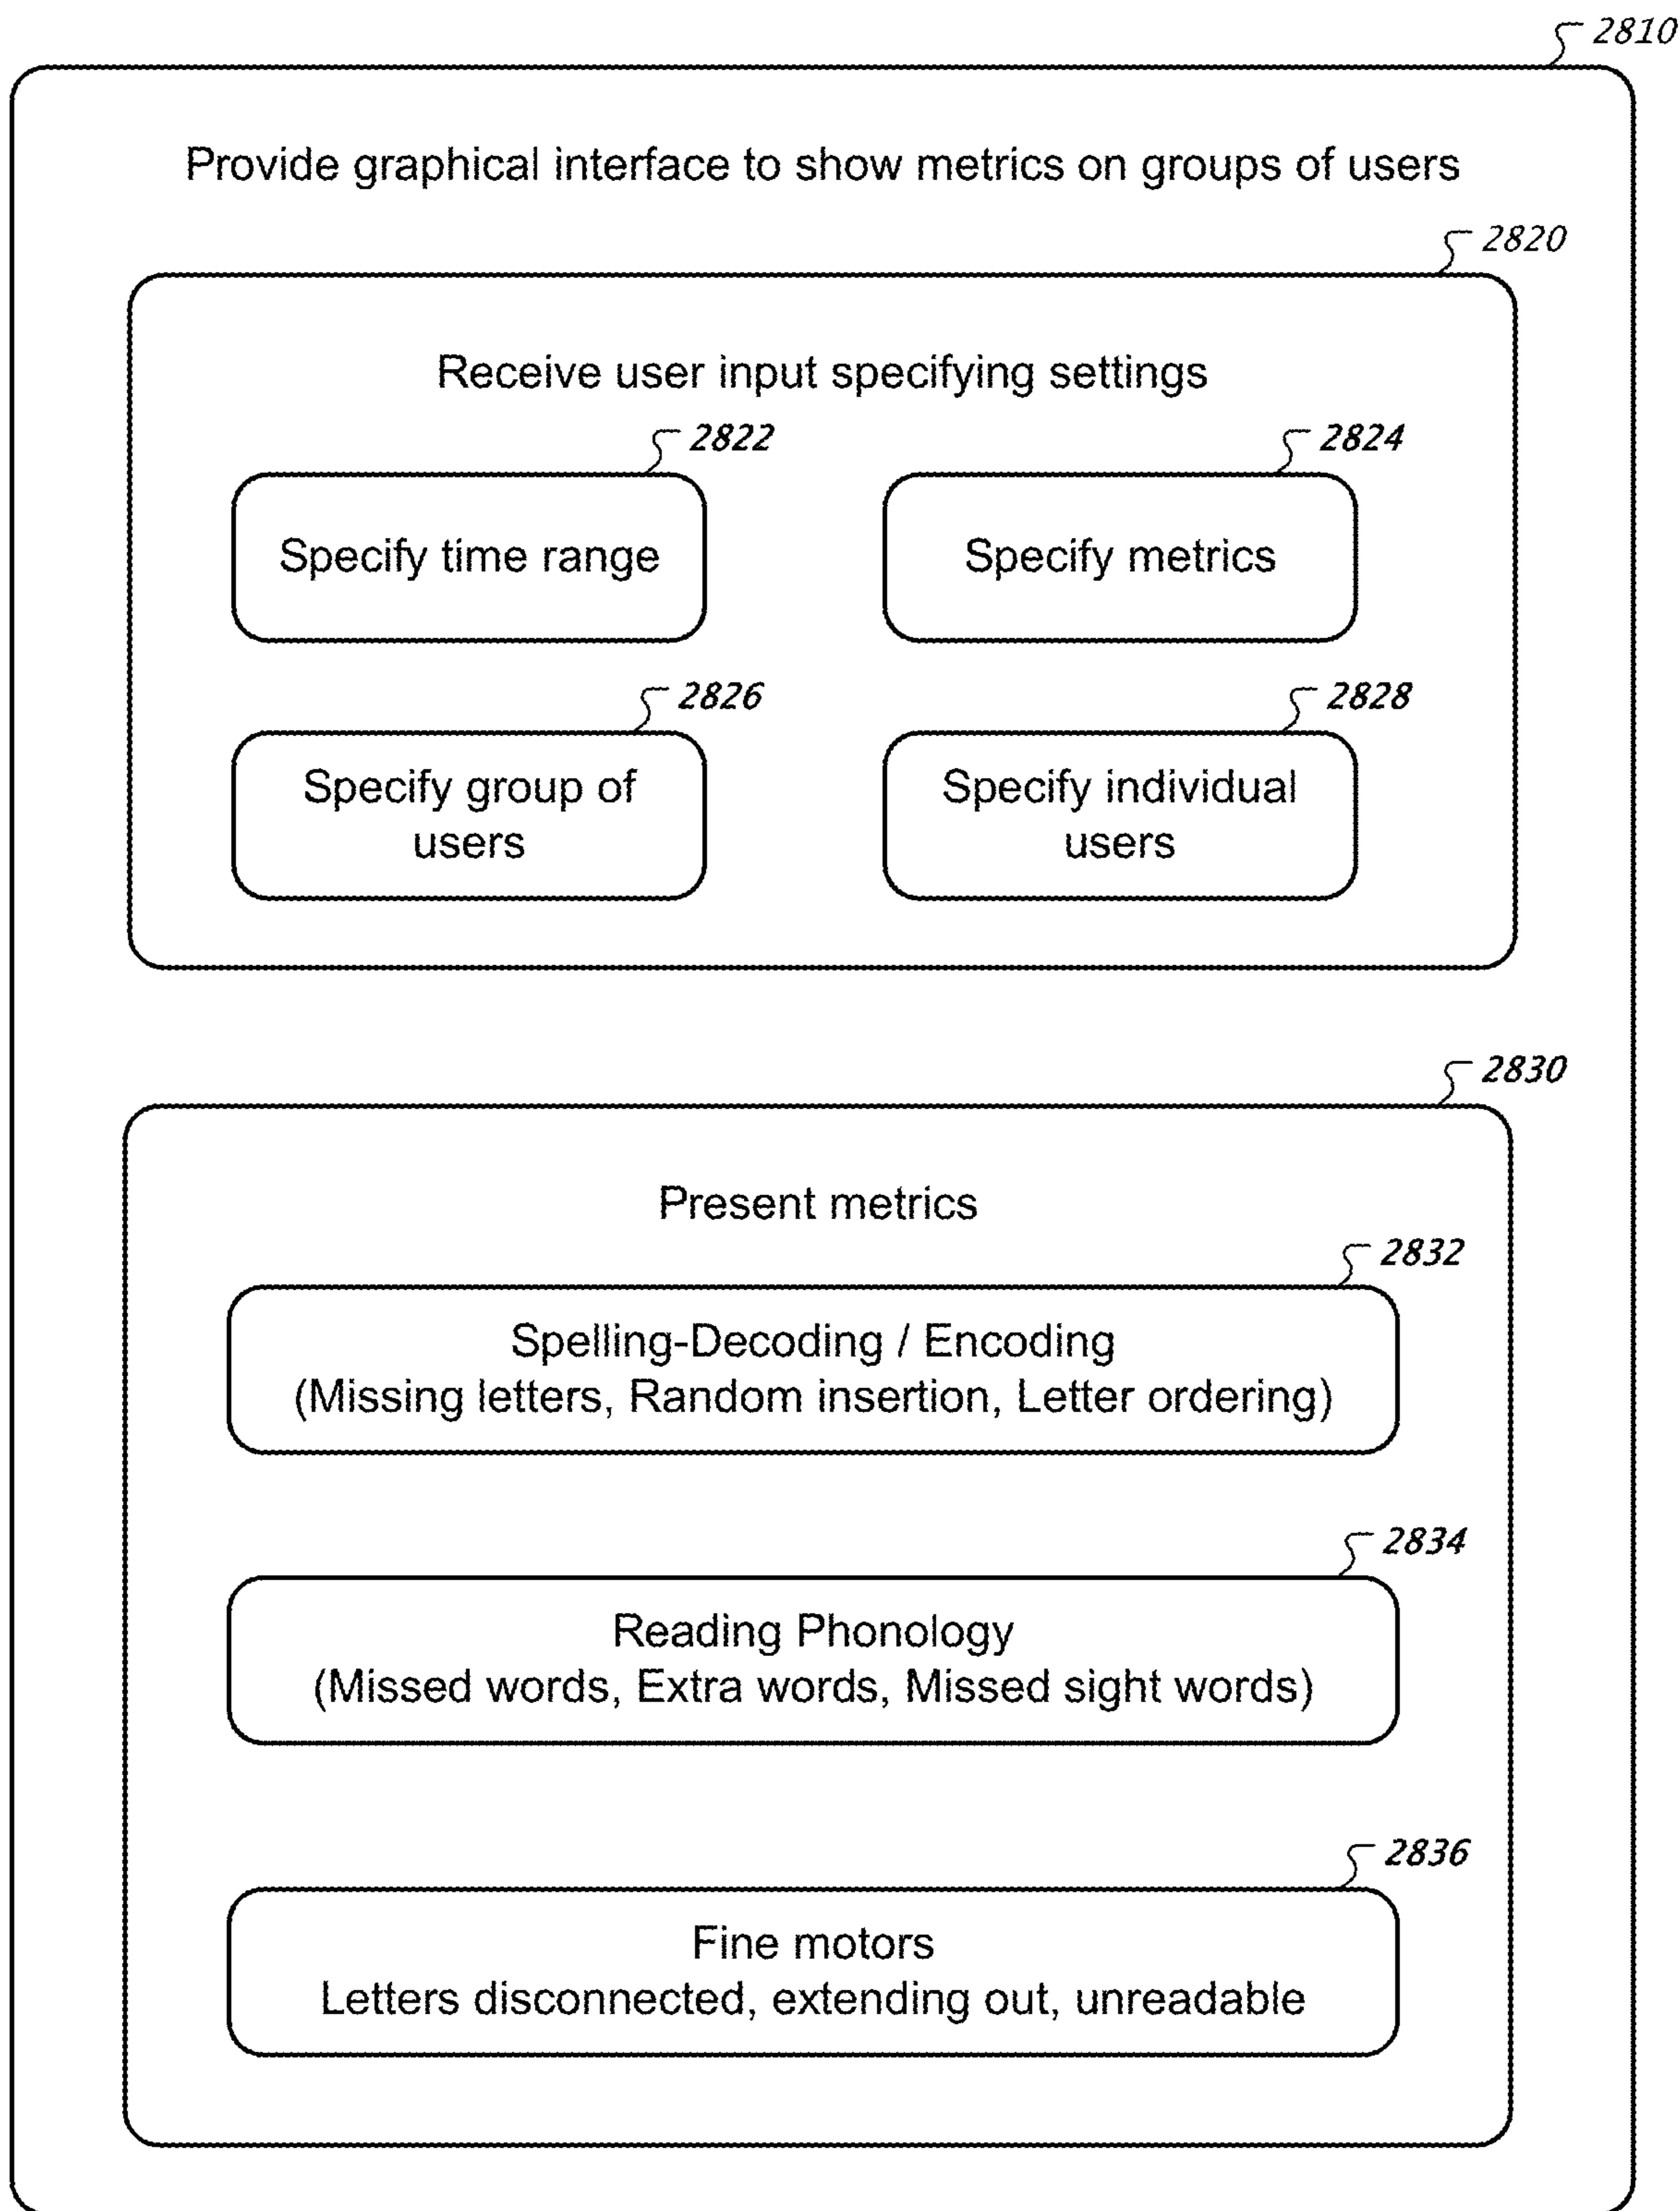 2810
Provide graphical interface to show metrics on groups of users
2820
Receive user input specifying settings
2822
2824
Specify time range
Specify metrics
2826
2828
Specify group of
users
Specify individual
users
2830
Present metrics
2832
Spelling-Decoding / Encoding
(Missing letters, Random insertion, Letter ordering)
2834
Reading Phonology
(Missed words, Extra words, Missed sight words)
2836
Fine motors
Letters disconnected, extending out, unreadable